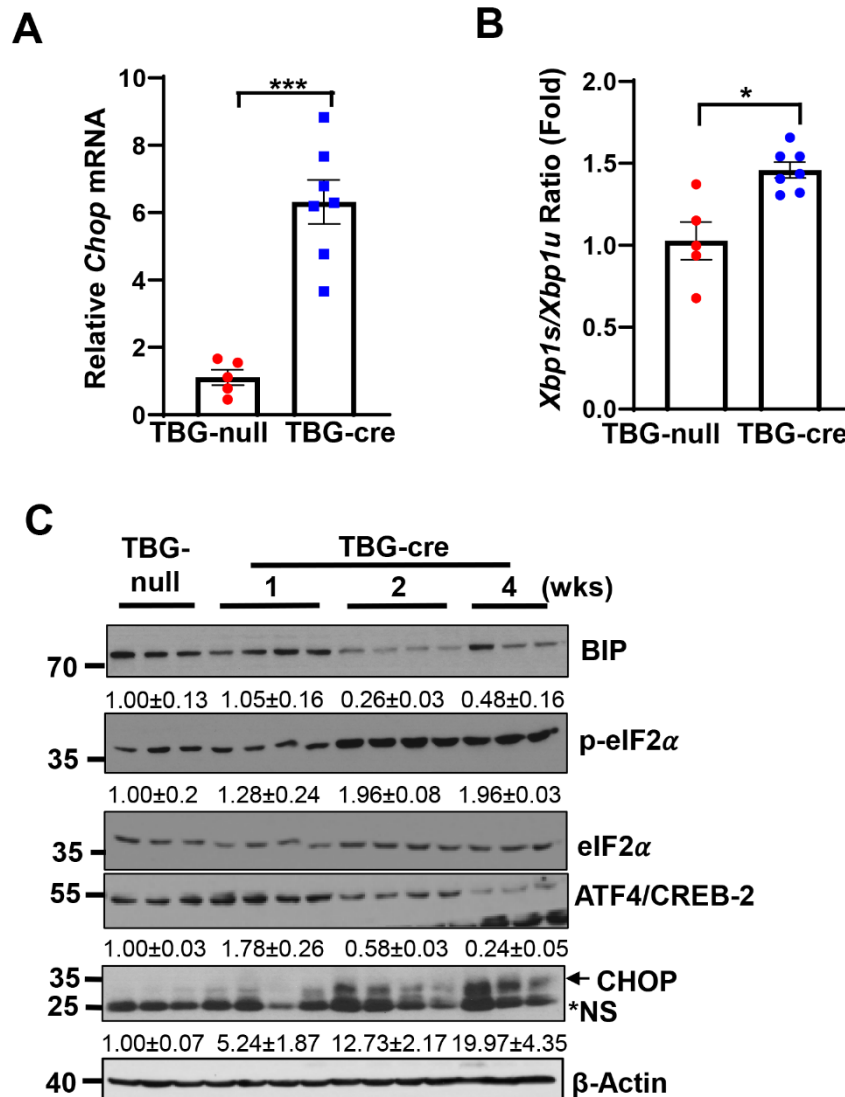 A
Relative Chop mRNA
10
8
6
4
2
0
***
TBG-null TBG-cre
B
Xbp1s/Xbp1u Ratio (Fold)
2.0
1.5
1.0
0.5
0.0
*
TBG-null TBG-cre
C
TBG-
null
TBG-cre
1 2 4 (wks)
70 BIP
1.00±0.13 1.05±0.16 0.26±0.03 0.48±0.16
35 p-eIF2α
1.00±0.2 1.28±0.24 1.96±0.08 1.96±0.03
35 eIF2α
55 ATF4/CREB-2
1.00±0.03 1.78±0.26 0.58±0.03 0.24±0.05
35 CHOP
25 *NS
1.00±0.07 5.24±1.87 12.73±2.17 19.97±4.35
40 β-Actin